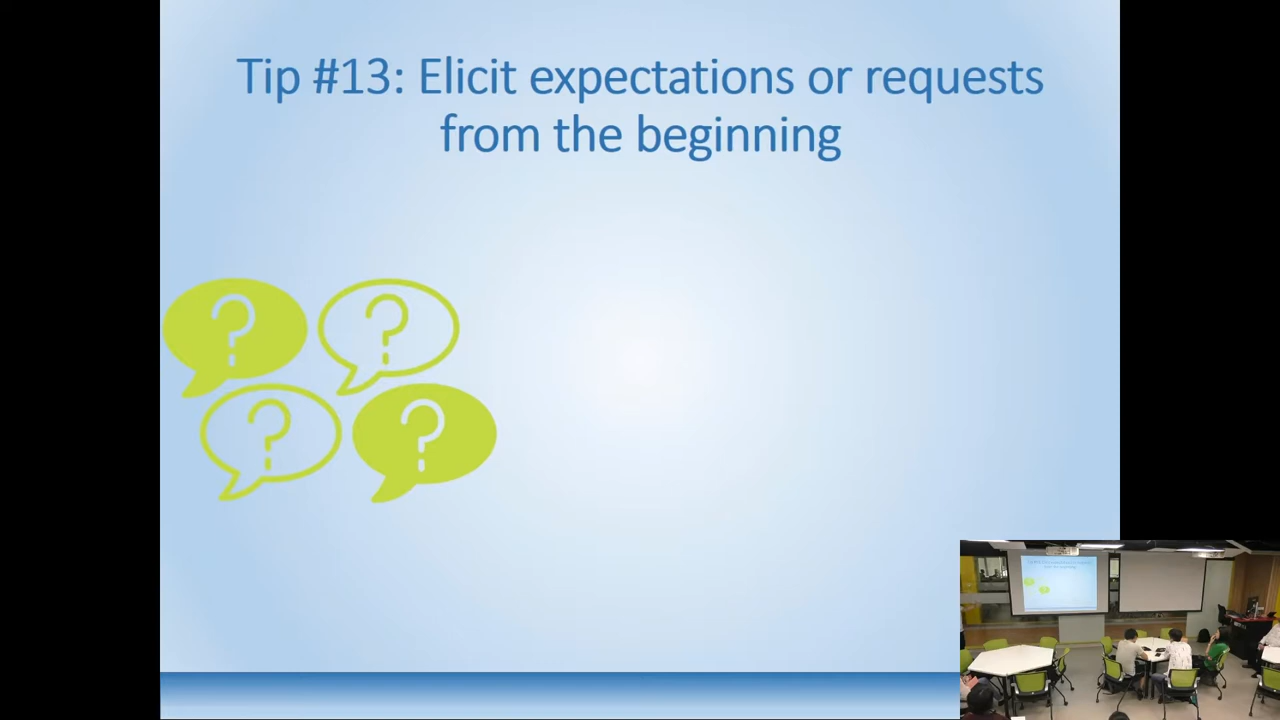 Tip #13: Elicit expectations or requests
from the beginning
? ?
? ?